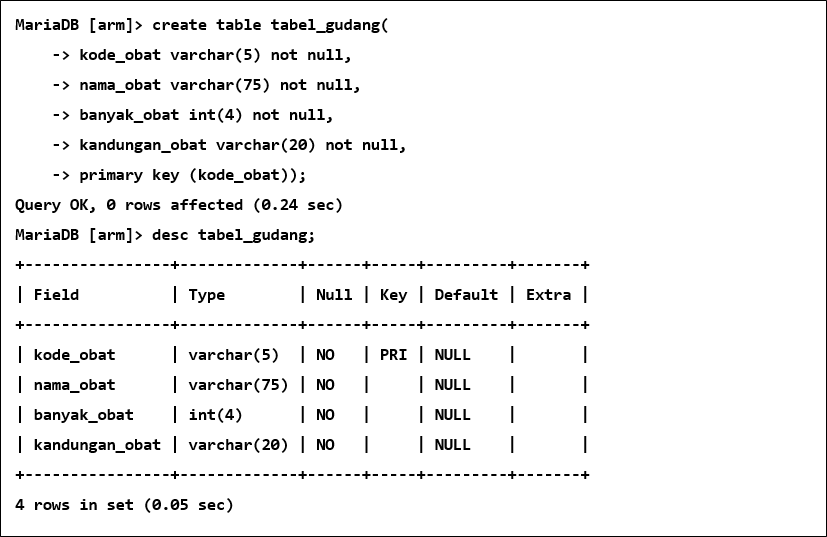 MariaDB [arm]> create table tabel_gudang(
    -> kode_obat varchar(5) not null,
    -> nama_obat varchar(75) not null,
    -> banyak_obat int(4) not null,
    -> kandungan_obat varchar(20) not null,
    -> primary key (kode_obat));
Query OK, 0 rows affected (0.24 sec)
MariaDB [arm]> desc tabel_gudang;
+----------------+-------------+------+-----+---------+-------+
| Field          | Type        | Null | Key | Default | Extra |
+----------------+-------------+------+-----+---------+-------+
| kode_obat      | varchar(5)  | NO   | PRI | NULL    |       |
| nama_obat      | varchar(75) | NO   |     | NULL    |       |
| banyak_obat    | int(4)      | NO   |     | NULL    |       |
| kandungan_obat | varchar(20) | NO   |     | NULL    |       |
+----------------+-------------+------+-----+---------+-------+
4 rows in set (0.05 sec)